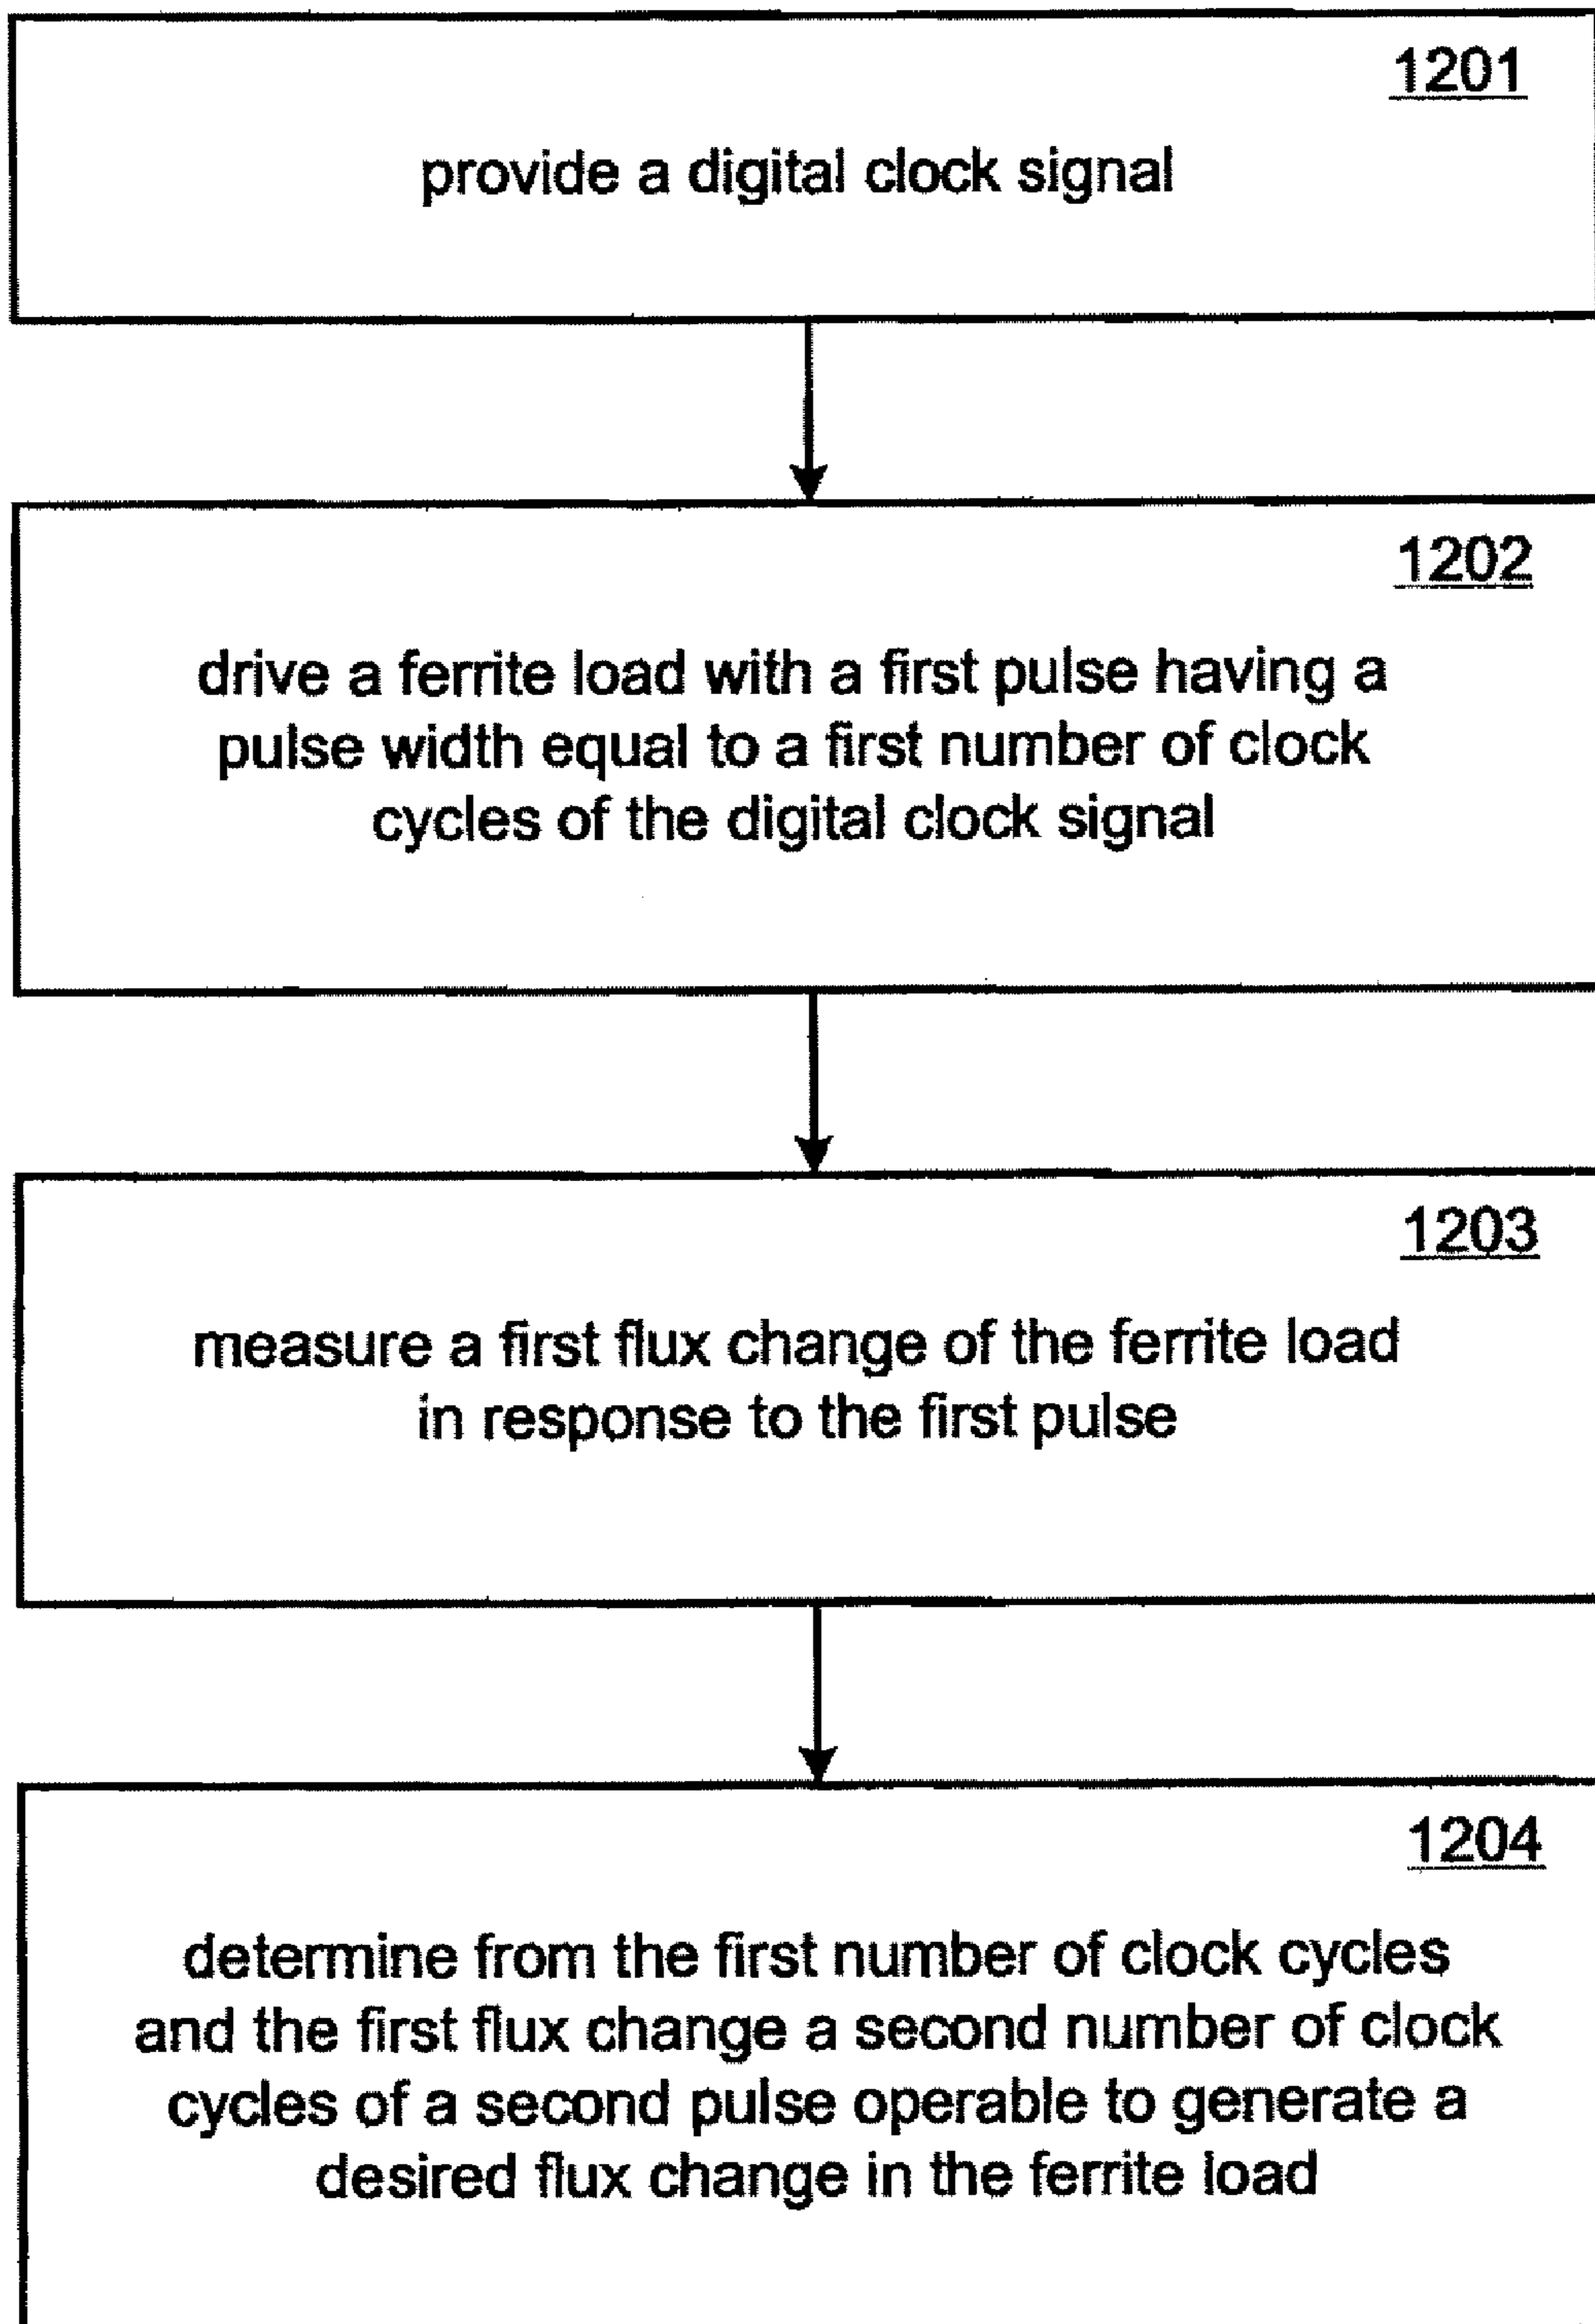 1201
provide a digital clock signal
1202
drive a ferrite load with a first pulse having a
pulse width equal to a first number of clock
cycles of the digital clock signal
1203
measure a first flux change of the ferrite load
in response to the first pulse
1204
determine from the first number of clock cycles
and the first flux change a second number of clock
cycles of a second pulse operable to generate a
desired flux change in the ferrite load